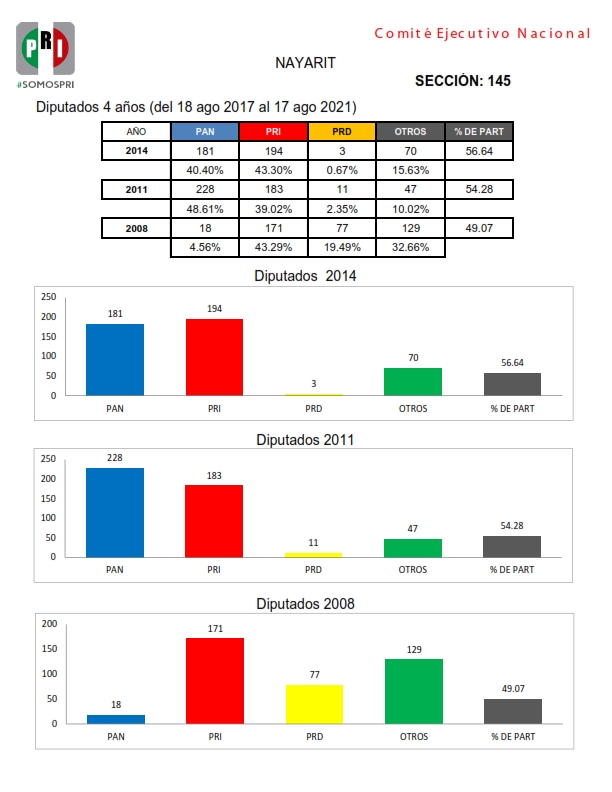 PRI
#SOMOSPRI
Comité Ejecutivo Nacional
NAYARIT
SECCIÓN: 145
Diputados 4 años (del 18 ago 2017 al 17 ago 2021)
AÑO PAN PRI PRD OTROS % DE PART
2014 181 194 3 70 56.64
40.40% 43.30% 0.67% 15.63%
2011 228 183 11 47 54.28
48.61% 39.02% 2.35% 10.02%
2008 18 171 77 129 49.07
4.56% 43.29% 19.49% 32.66%
Diputados 2014
250
200
150
100
50
0
181 194 3 70 56.64
PAN PRI PRD OTROS % DE PART
Diputados 2011
250
200
150
100
50
0
228 183 11 47 54.28
PAN PRI PRD OTROS % DE PART
Diputados 2008
200
150
100
50
0
18 171 77 129 49.07
PAN PRI PRD OTROS % DE PART